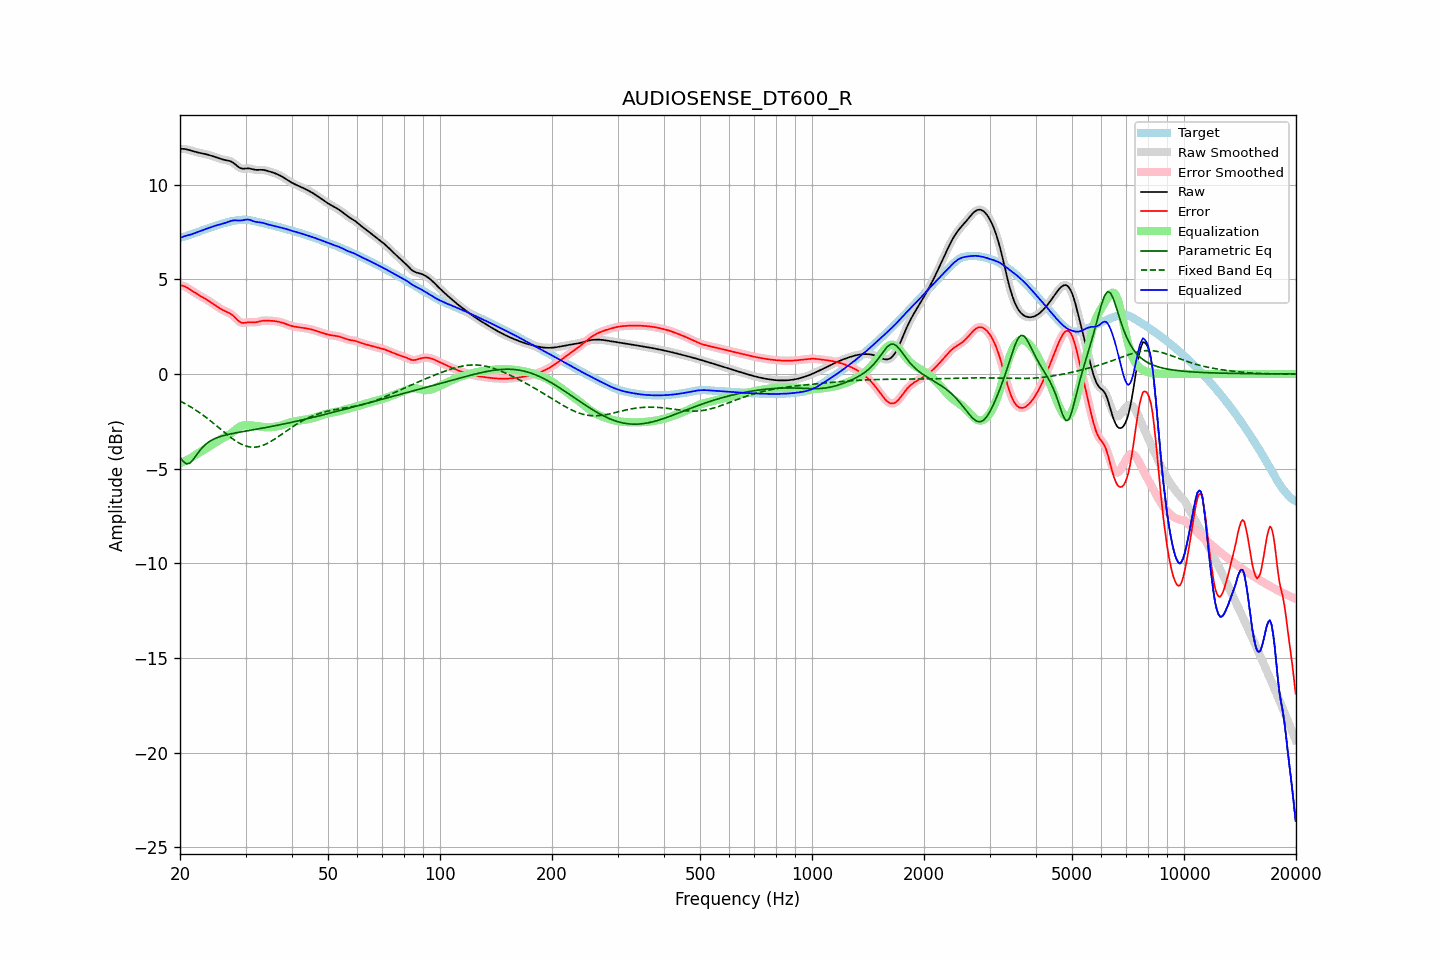 AUDIOSENSE_DT600_R
Target
Raw Smoothed
Error Smoothed
Raw
Error
Equalization
Parametric Eq
Fixed Band Eq
Equalized
Amplitude (dBr)
10
5
0
−5
−10
−15
−20
−25
20 50 100 200 500 1000 2000 5000 10000 20000
Frequency (Hz)